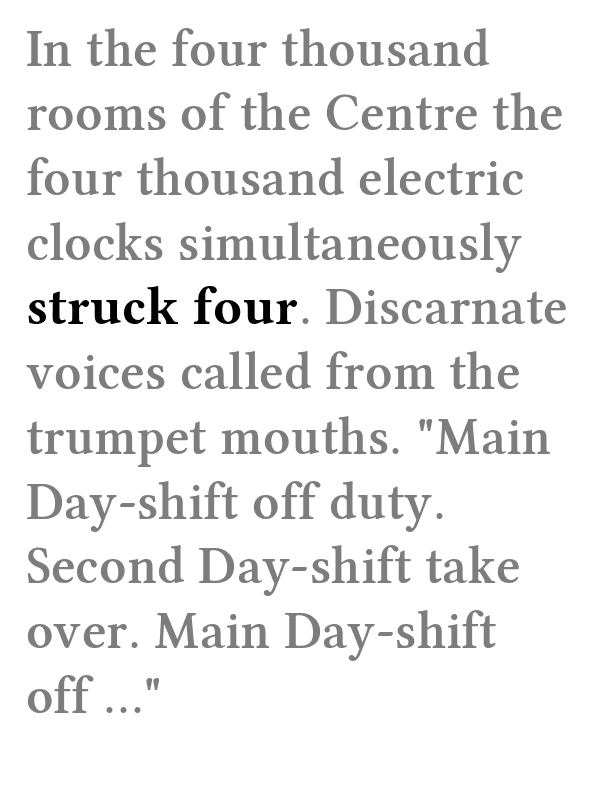 In the four thousand
rooms of the Centre the
four thousand electric
clocks simultaneously
struck four. Discarnate
voices called from the
trumpet mouths. "Main
Day-shift off duty.
Second Day-shift take
over. Main Day-shift
off ..."